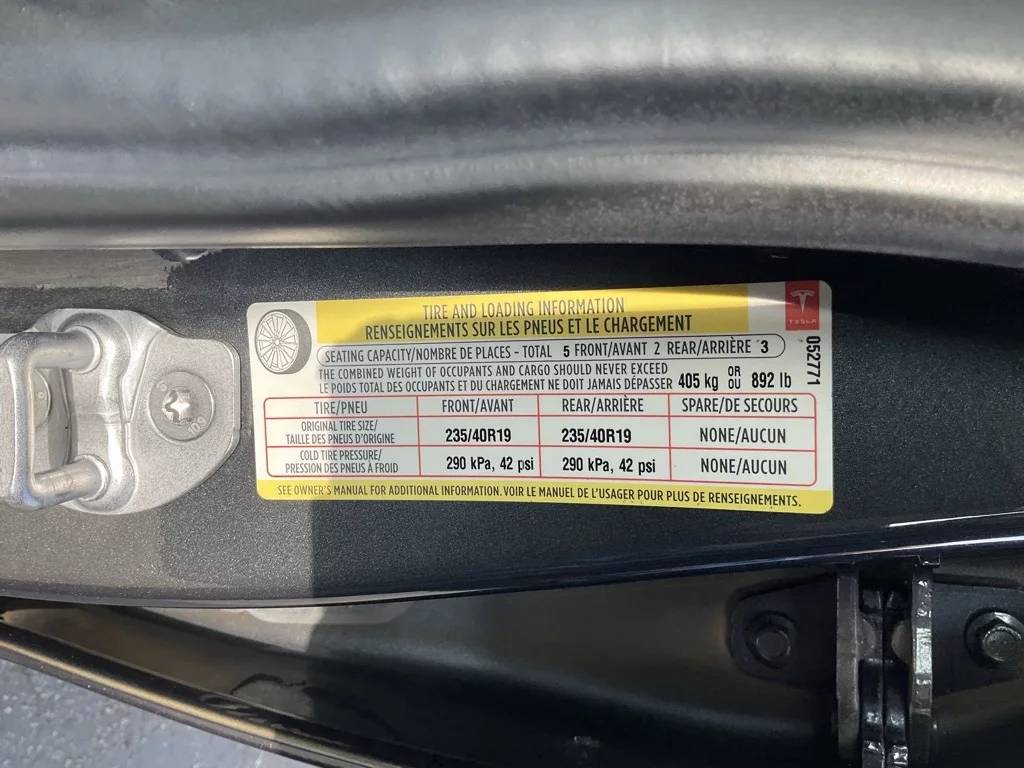 TIRE AND LOADING INFORMATION
RENSEIGNEMENTS SUR LES PNEUS ET LE CHARGEMENT
TESLA
052771
SEATING CAPACITY/NOMBRE DE PLACES - TOTAL 5 FRONT/AVANT 2 REAR/ARRIÈRE 3
THE COMBINED WEIGHT OF OCCUPANTS AND CARGO SHOULD NEVER EXCEED
LE POIDS TOTAL DES OCCUPANTS ET DU CHARGEMENT NE DOIT JAMAIS DÉPASSER 405 kg OR OU 892 lb
TIRE/PNEU FRONT/AVANT REAR/ARRIÈRE SPARE/DE SECOURS
ORIGINAL TIRE SIZE/
TAILLE DES PNEUS D'ORIGINE 235/40R19 235/40R19 NONE/AUCUN
COLD TIRE PRESSURE/
PRESSION DES PNEUS À FROID 290 kPa, 42 psi 290 kPa, 42 psi NONE/AUCUN
SEE OWNER'S MANUAL FOR ADDITIONAL INFORMATION. VOIR LE MANUEL DE L'USAGER POUR PLUS DE RENSEIGNEMENTS.